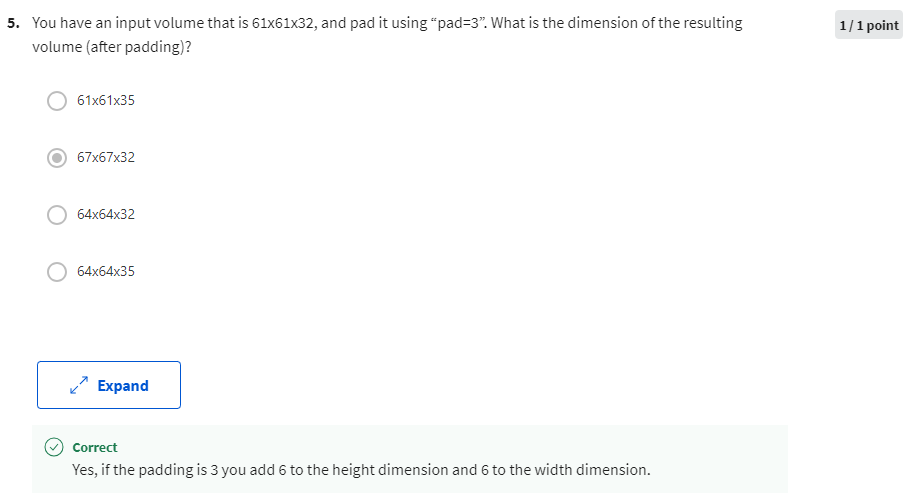 5. You have an input volume that is 61x61x32, and pad it using “pad=3”. What is the dimension of the resulting
1 / 1 point
volume (after padding)?
61x61x35
67x67x32
64x64x32
64x64x35
Expand
Correct
Yes, if the padding is 3 you add 6 to the height dimension and 6 to the width dimension.